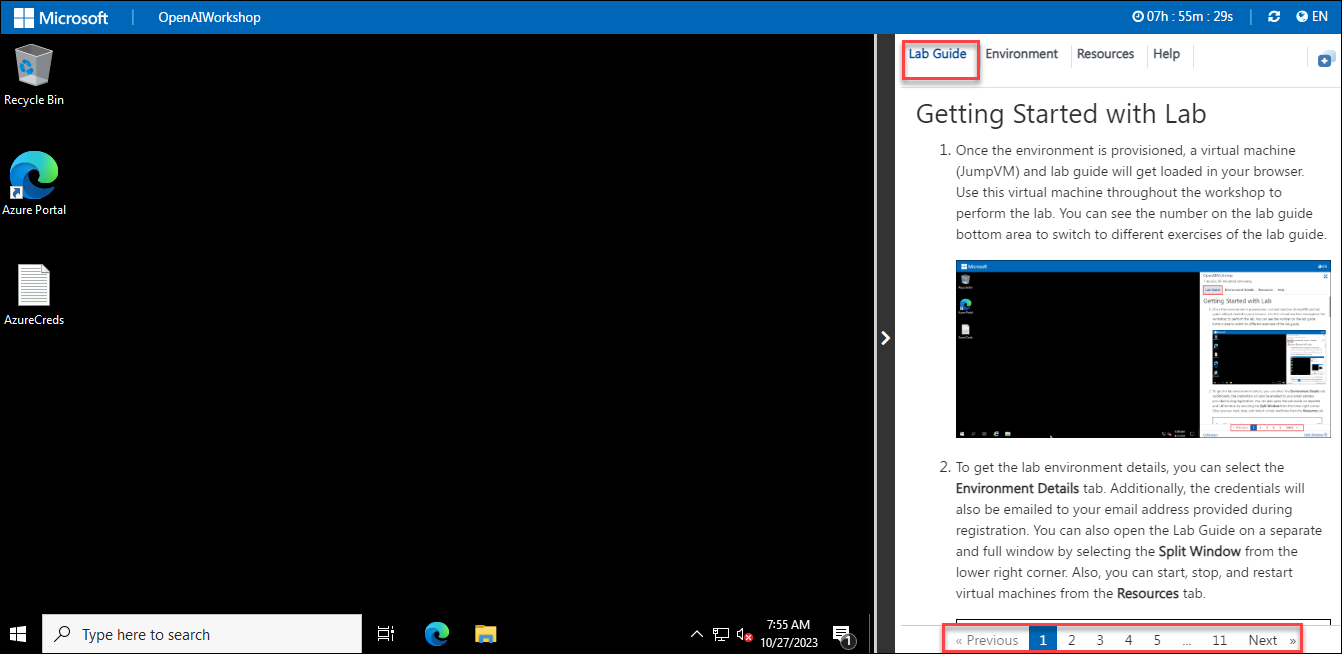 Microsoft
OpenAIWorkshop
07h : 55m : 29s
EN
Recycle Bin
Azure Portal
AzureCreds
Type here to search
7:55 AM
10/27/2023
1
Lab Guide
Environment
Resources
Help
Getting Started with Lab
1. Once the environment is provisioned, a virtual machine
(JumpVM) and lab guide will get loaded in your browser.
Use this virtual machine throughout the workshop to
perform the lab. You can see the number on the lab guide
bottom area to switch to different exercises of the lab guide.
Microsoft
Getting Started with Lab
2. To get the lab environment details, you can select the
Environment Details tab. Additionally, the credentials will
also be emailed to your email address provided during
registration. You can also open the Lab Guide on a separate
and full window by selecting the Split Window from the
lower right corner. Also, you can start, stop, and restart
virtual machines from the Resources tab.
« Previous 1 2 3 4 5 ... 11 Next »